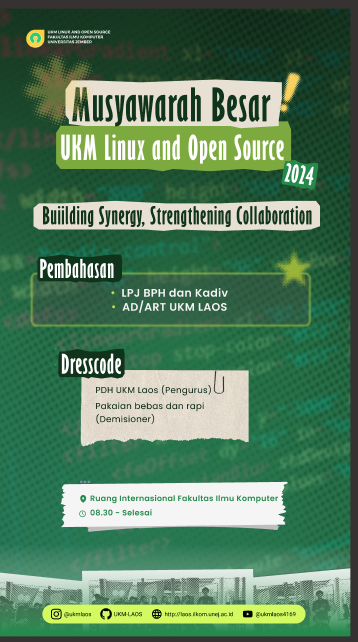 UKM LINUX AND OPEN SOURCE
FAKULTAS ILMU KOMPUTER
UNIVERSITAS JEMBER
Musyawarah Besar !
UKM Linux and Open Source
2024
Buiilding Synergy, Strengthening Collaboration
Pembahasan
• LPJ BPH dan Kadiv
• AD/ART UKM LAOS
Dresscode
PDH UKM Laos (Pengurus)
Pakaian bebas dan rapi
(Demisioner)
Ruang Internasional Fakultas Ilmu Komputer
08.30 - Selesai
@ukmlaos UKM-LAOS http://laos.ilkom.unej.ac.id @ukmlaos4169